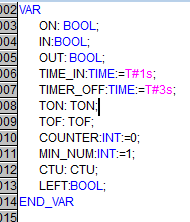 002 VAR
003 ON: BOOL;
004 IN:BOOL;
005 OUT: BOOL;
006 TIME_IN:TIME:=T#1s;
007 TIMER_OFF:TIME:=T#3s;
008 TON: TON;
009 TOF: TOF;
010 COUNTER:INT:=0;
011 MIN_NUM:INT:=1;
012 CTU: CTU;
013 LEFT:BOOL;
014 END_VAR
015